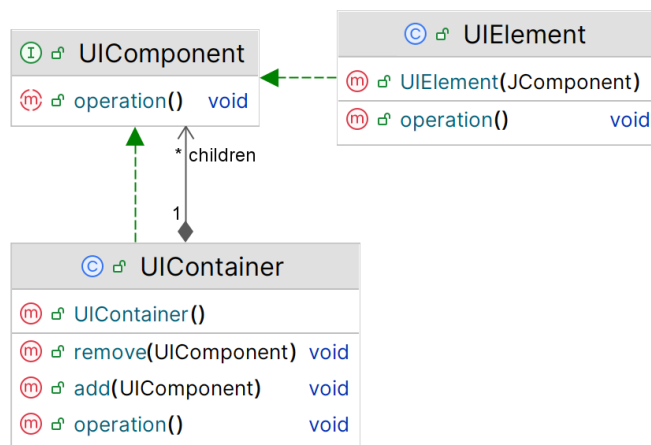 I UIComponent
m operation() void
C UIElement
m UIElement(JComponent)
m operation() void
* children
1
C UIContainer
m UIContainer()
m remove(UIComponent) void
m add(UIComponent) void
m operation() void